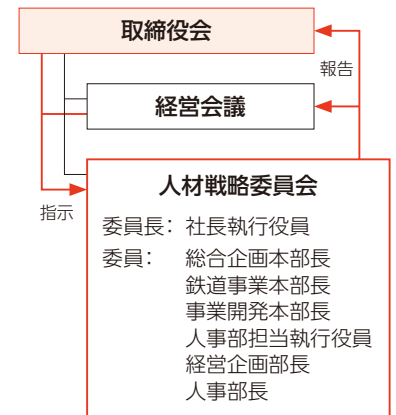 取締役会
報告
経営会議
指示
人材戦略委員会
委員長：社長執行役員
委員：　総合企画本部長
鉄道事業本部長
事業開発本部長
人事部担当執行役員
経営企画部長
人事部長